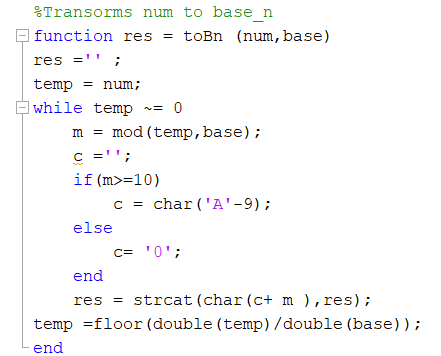 %Transorms num to base_n
function res = toBn (num,base)
res ='' ;
temp = num;
while temp ~= 0
m = mod(temp,base);
c ='';
if(m>=10)
c = char('A'-9);
else
c= '0';
end
res = strcat(char(c+ m ),res);
temp =floor(double(temp)/double(base));
end